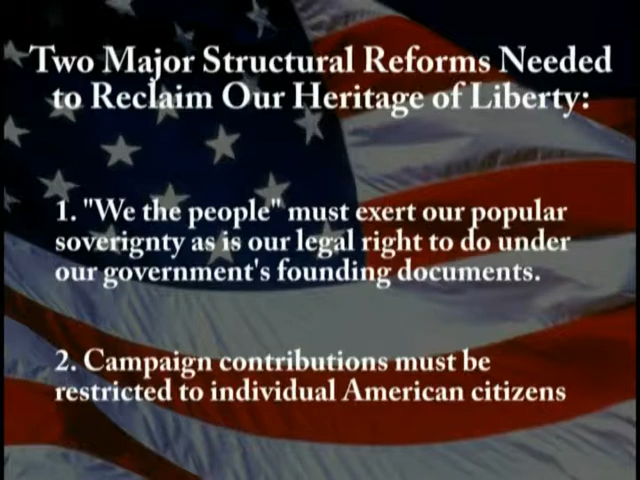 Two Major Structural Reforms Needed
to Reclaim Our Heritage of Liberty:
1. "We the people" must exert our popular
soverignty as is our legal right to do under
our government's founding documents.
2. Campaign contributions must be
restricted to individual American citizens